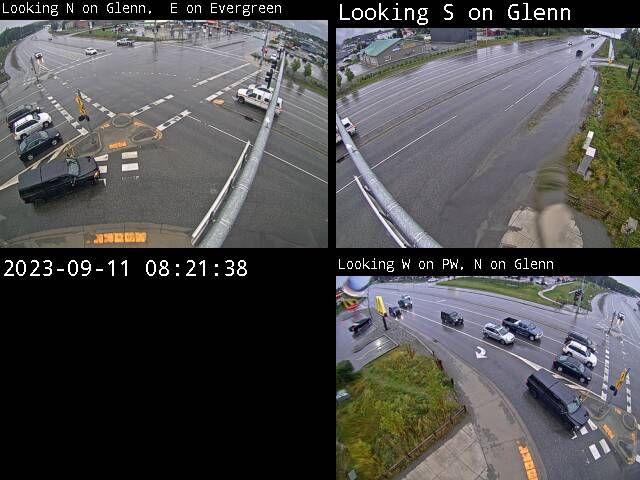 Looking N on Glenn,  E on Evergreen
Looking S on Glenn
2023-09-11 08:21:38
Looking W on PW, N on Glenn